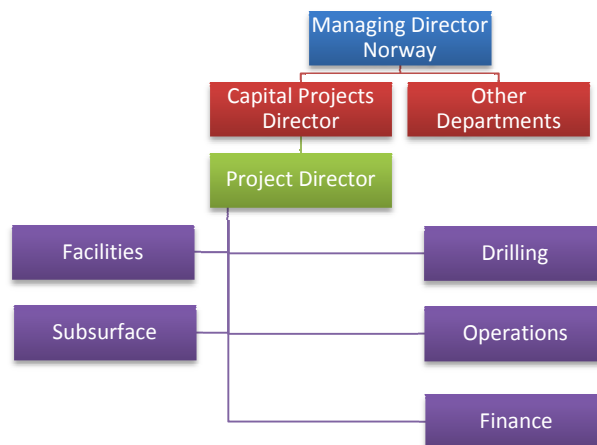 Managing Director
Norway
Capital Projects
Director
Other
Departments
Project Director
Facilities
Drilling
Subsurface
Operations
Finance